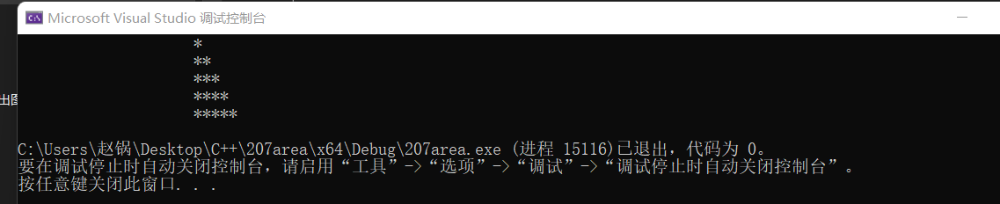 Microsoft Visual Studio 调试控制台
*
**
***
****
*****
出图
C:\Users\赵锅\Desktop\C++\207area\x64\Debug\207area.exe (进程 15116)已退出，代码为 0。
要在调试停止时自动关闭控制台，请启用“工具”->“选项”->“调试”->“调试停止时自动关闭控制台”。
按任意键关闭此窗口. . .